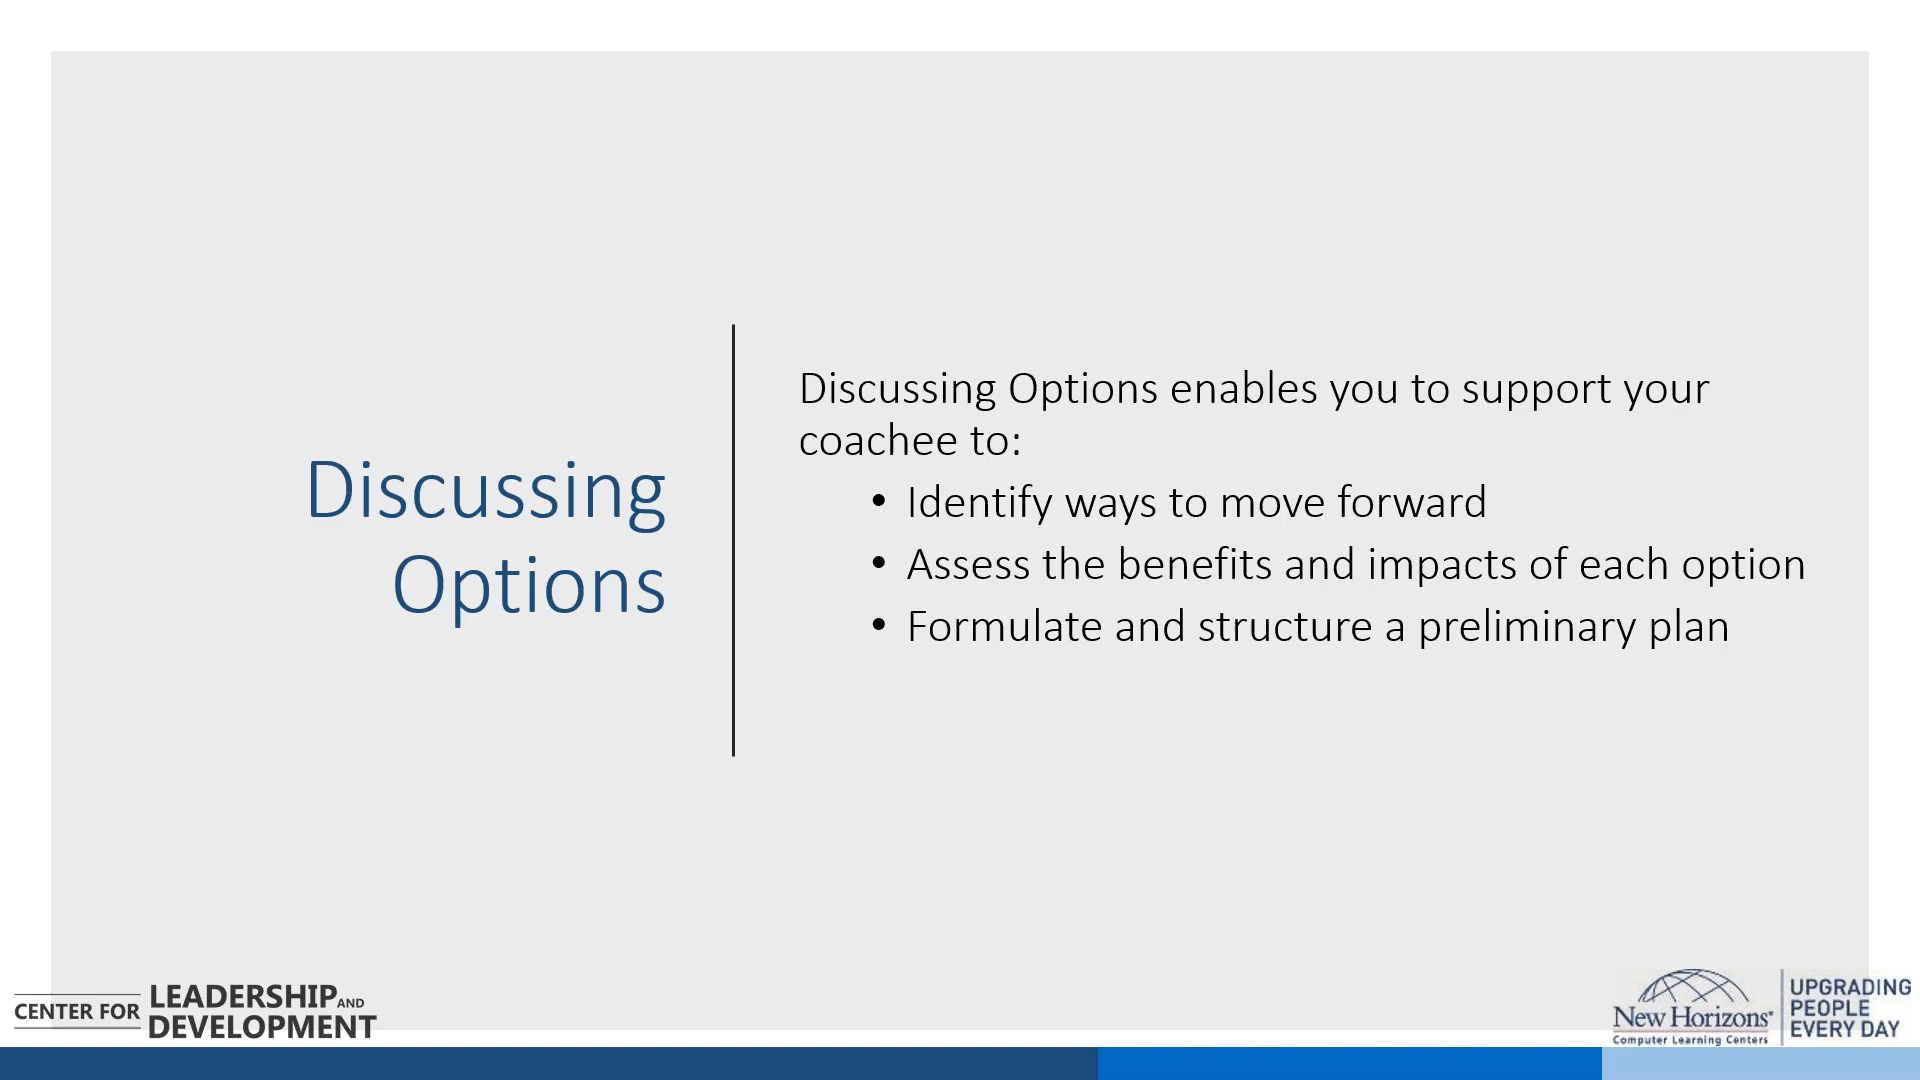 Discussing
Options
Discussing Options enables you to support your
coachee to:
• Identify ways to move forward
• Assess the benefits and impacts of each option
• Formulate and structure a preliminary plan
CENTER FOR LEADERSHIP AND
DEVELOPMENT
New Horizons®
Computer Learning Centers
UPGRADING
PEOPLE
EVERY DAY